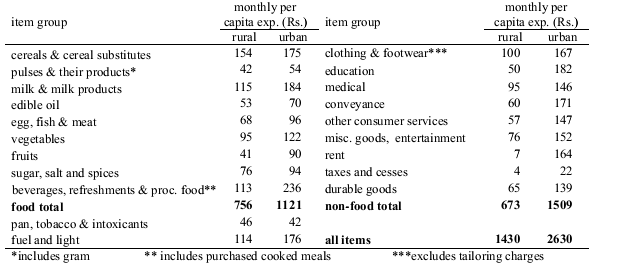 item group monthly per capita exp. (Rs.) item group monthly per capita exp. (Rs.)
rural urban rural urban
cereals & cereal substitutes 154 175 clothing & footwear*** 100 167
pulses & their products* 42 54 education 50 182
milk & milk products 115 184 medical 95 146
edible oil 53 70 conveyance 60 171
egg, fish & meat 68 96 other consumer services 57 147
vegetables 95 122 misc. goods, entertainment 76 152
fruits 41 90 rent 7 164
sugar, salt and spices 76 94 taxes and cesses 4 22
beverages, refreshments & proc. food** 113 236 durable goods 65 139
food total 756 1121 non-food total 673 1509
pan, tobacco & intoxicants 46 42
fuel and light 114 176 all items 1430 2630
*includes gram ** includes purchased cooked meals ***excludes tailoring charges